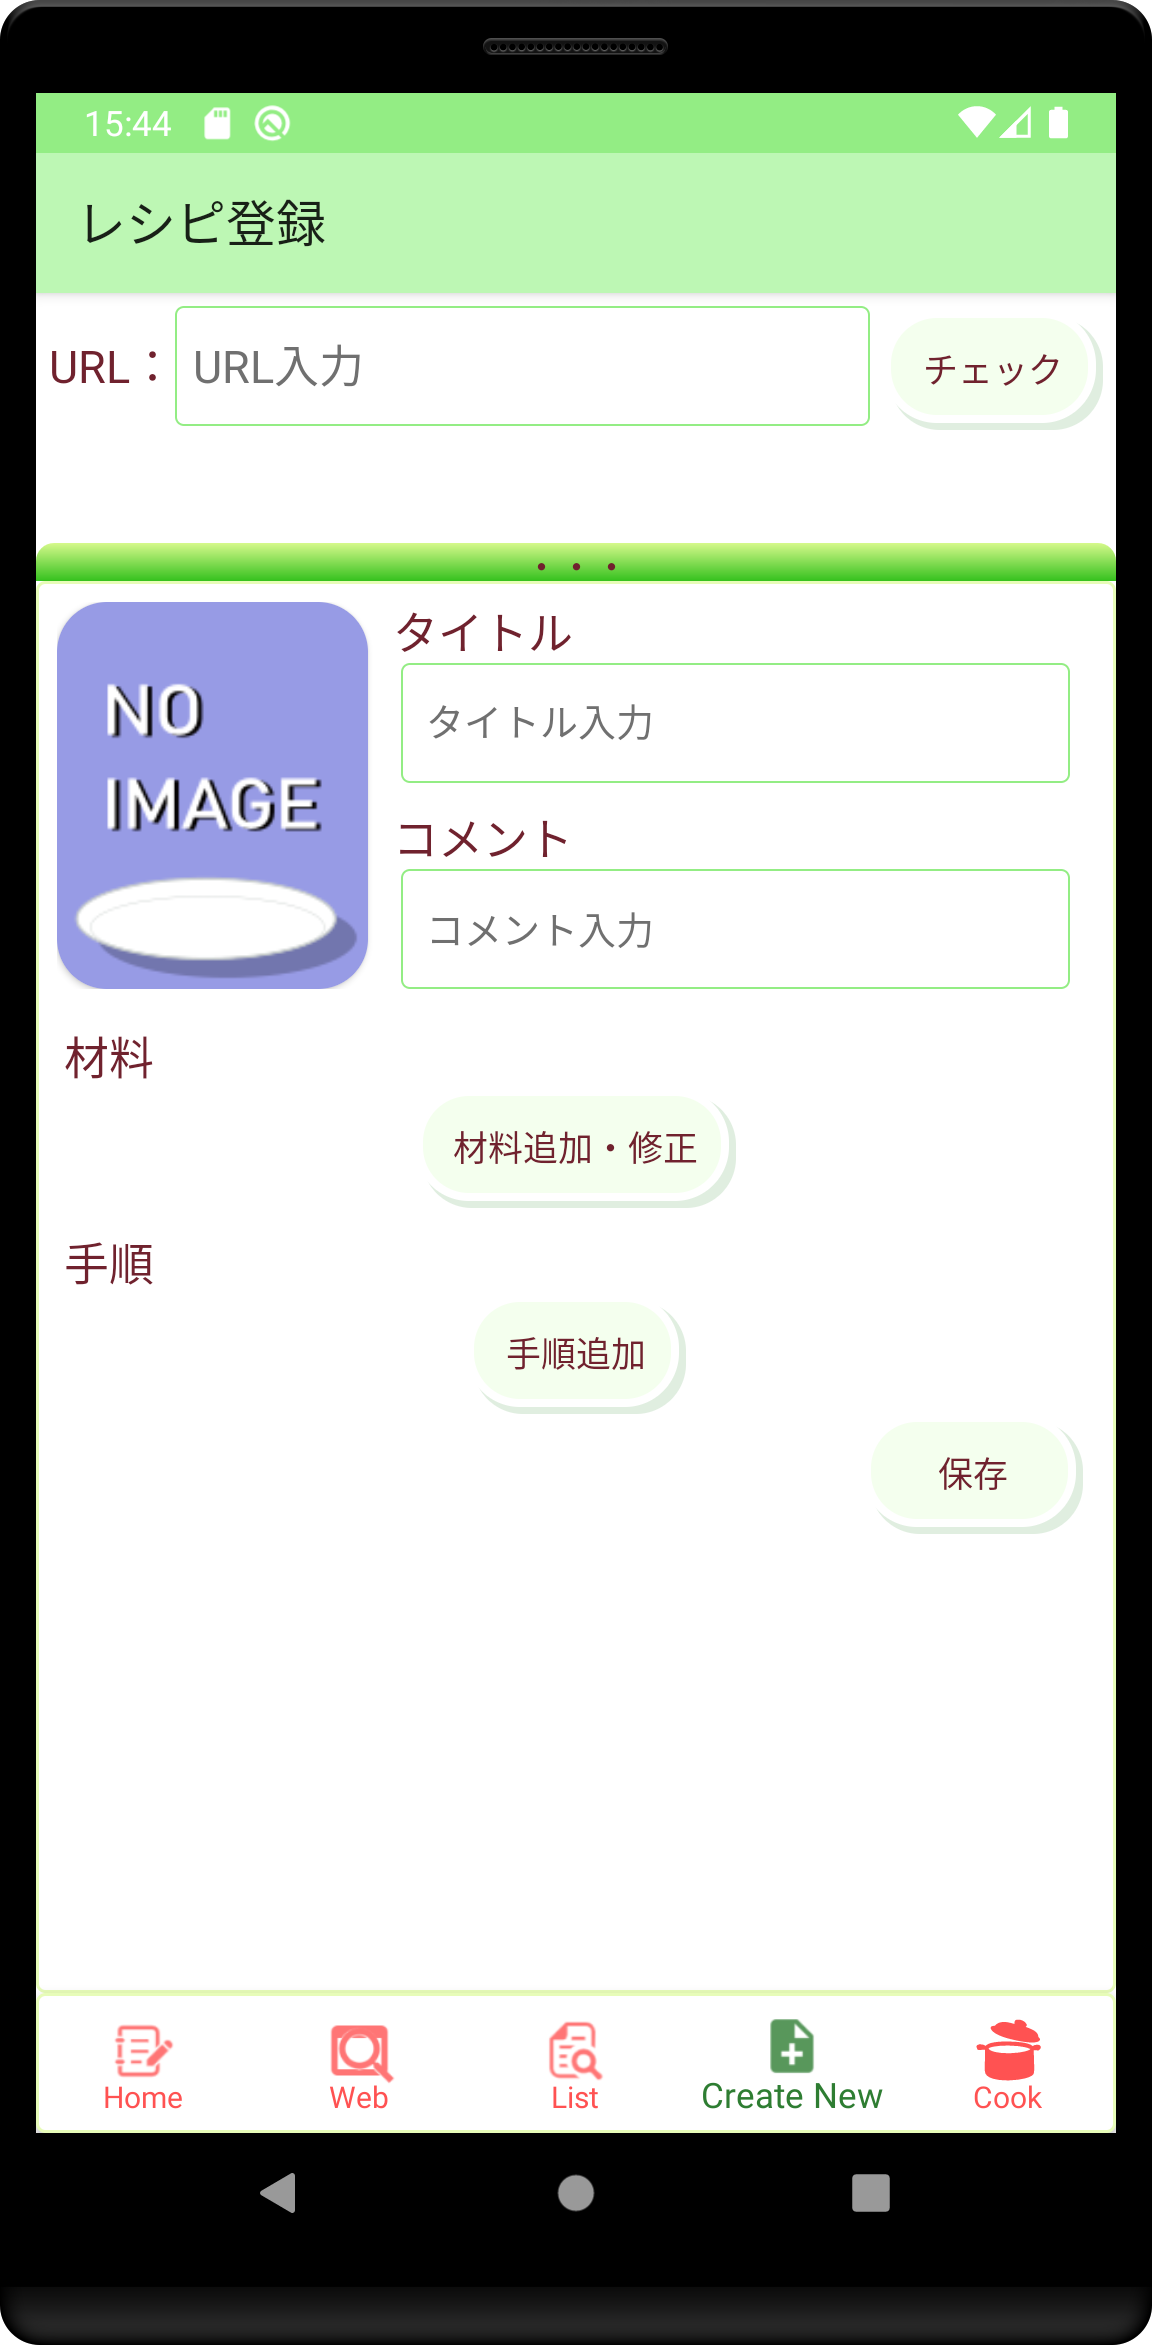 15:44
レシピ登録
URL：
URL入力
チェック
・・・
NO
IMAGE
タイトル
タイトル入力
コメント
コメント入力
材料
材料追加・修正
手順
手順追加
保存
Home
Web
List
Create New
Cook